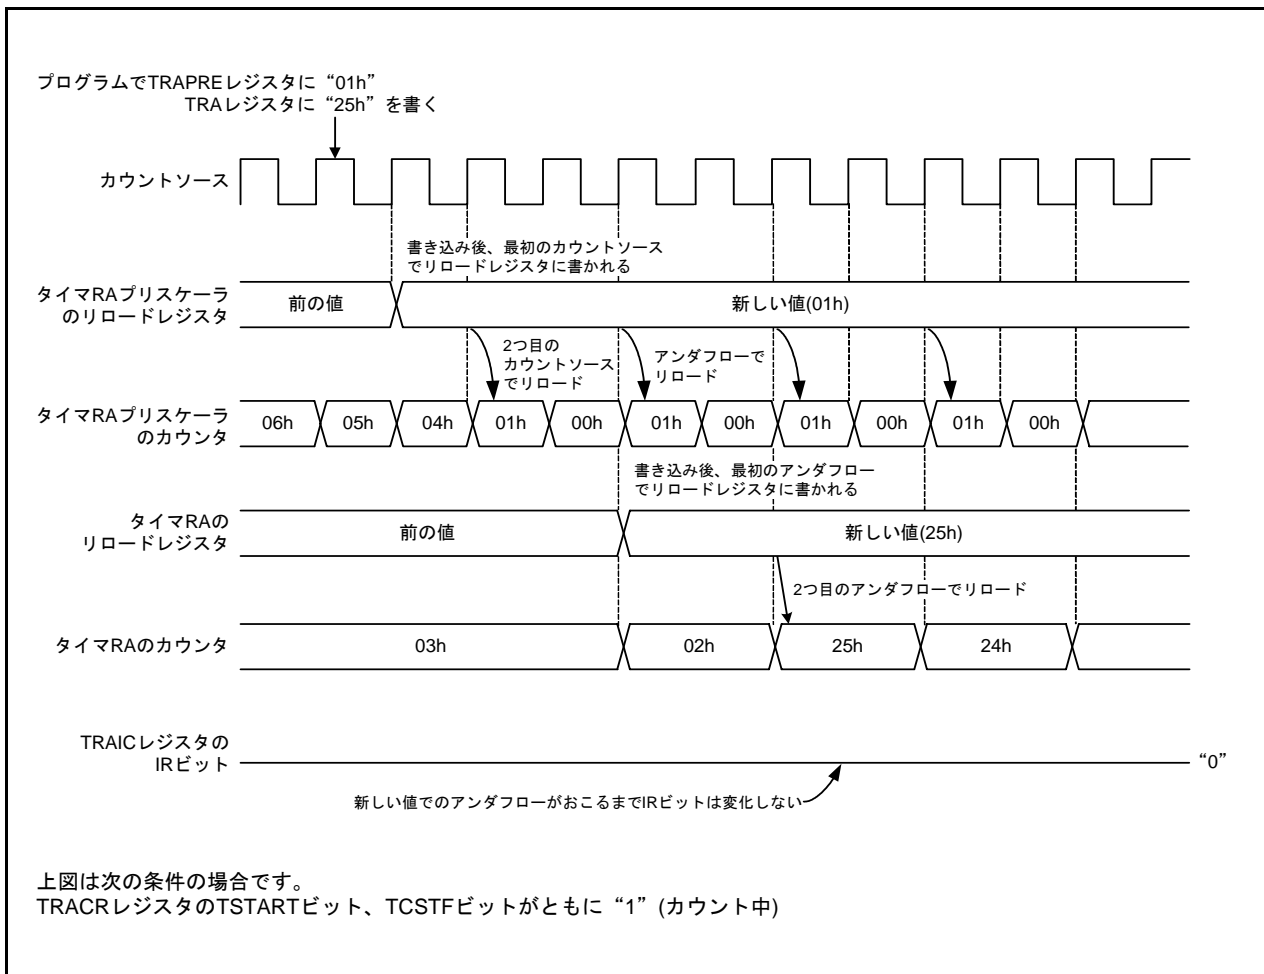 プログラムでTRAPREレジスタに“01h”
TRAレジスタに“25h”を書く
カウントソース
書き込み後、最初のカウントソース
でリロードレジスタに書かれる
タイマRAプリスケーラ
のリロードレジスタ
前の値
新しい値(01h)
2つ目の
カウントソース
でリロード
アンダフローで
リロード
タイマRAプリスケーラ
のカウンタ
06h 05h 04h 01h 00h 01h 00h 01h 00h 01h 00h
書き込み後、最初のアンダフロー
でリロードレジスタに書かれる
タイマRAの
リロードレジスタ
前の値
新しい値(25h)
2つ目のアンダフローでリロード
タイマRAのカウンタ
03h 02h 25h 24h
TRAICレジスタの
IRビット
“0”
新しい値でのアンダフローがおこるまでIRビットは変化しない
上図は次の条件の場合です。
TRACRレジスタのTSTARTビット、TCSTFビットがともに“1”(カウント中)